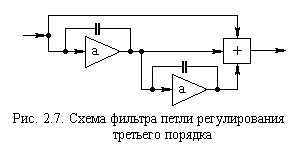 a
+
a
Рис. 2.7. Схема фильтра петли регулирования
третьего порядка